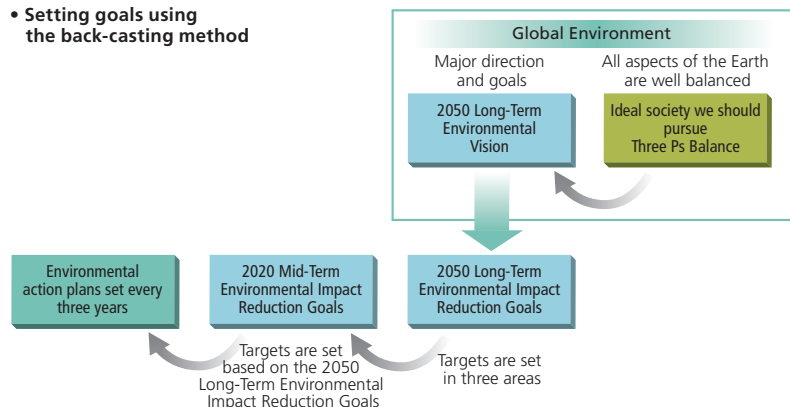 • Setting goals using
the back-casting method
Global Environment
Major direction
and goals
All aspects of the Earth
are well balanced
2050 Long-Term
Environmental
Vision
Ideal society we should
pursue
Three Ps Balance
Environmental
action plans set every
three years
2020 Mid-Term
Environmental Impact
Reduction Goals
2050 Long-Term
Environmental Impact
Reduction Goals
Targets are set
based on the 2050
Long-Term Environmental
Impact Reduction Goals
Targets are set
in three areas